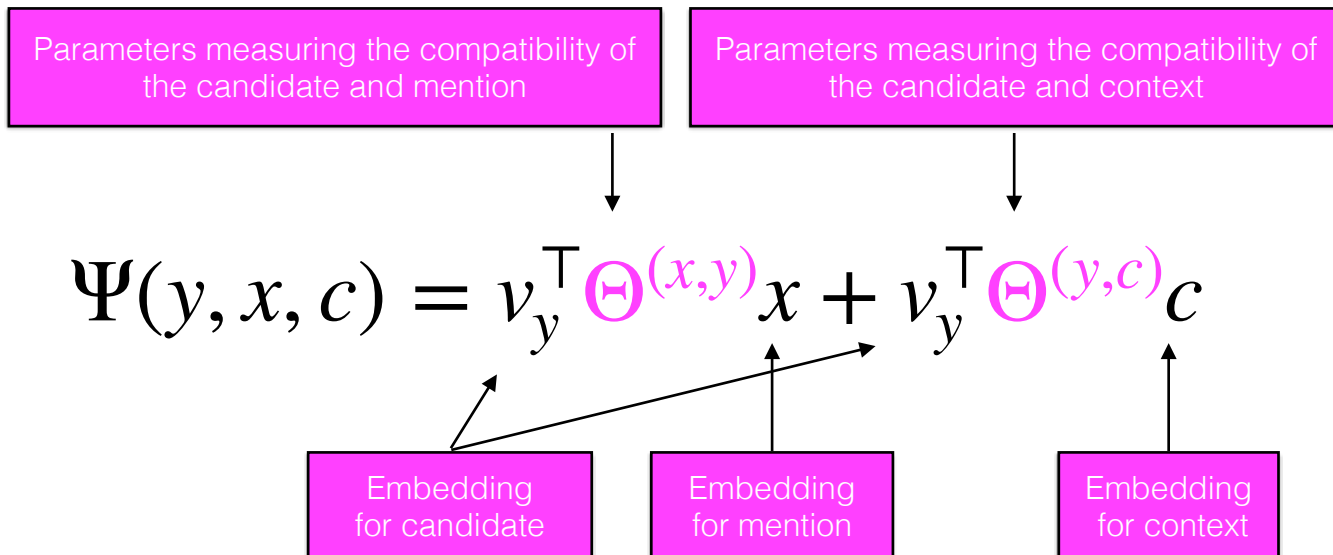 Parameters measuring the compatibility of
the candidate and mention
Parameters measuring the compatibility of
the candidate and context
Ψ(y, x, c) = v_y^⊤ Θ^(x,y) x + v_y^⊤ Θ^(y,c) c
Embedding
for candidate
Embedding
for mention
Embedding
for context